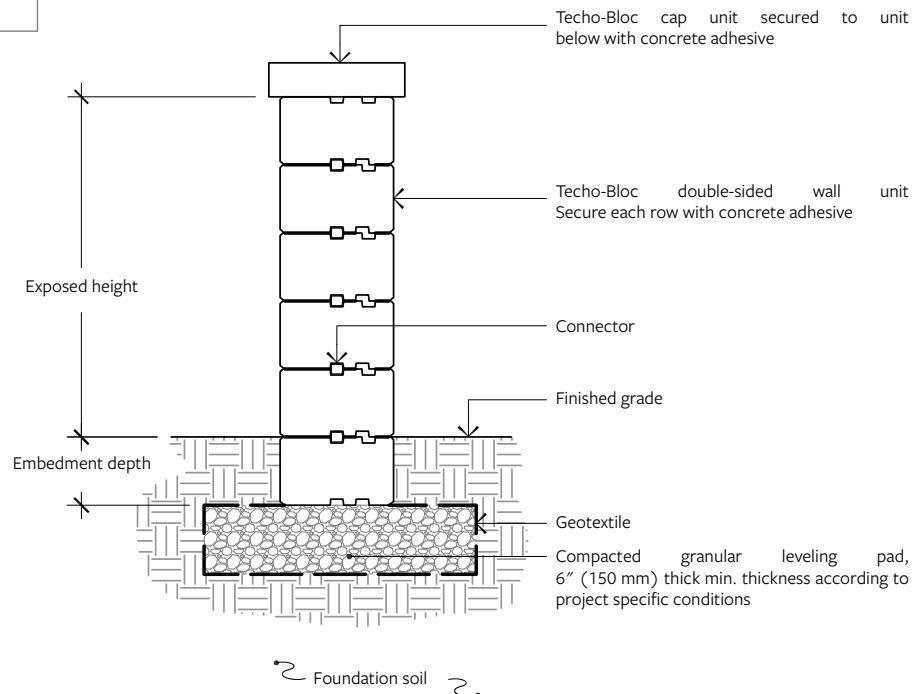 Techo-Bloc cap unit secured to unit
below with concrete adhesive
Techo-Bloc double-sided wall unit
Secure each row with concrete adhesive
Exposed height
Connector
Finished grade
Embedment depth
Geotextile
Compacted granular leveling pad,
6″ (150 mm) thick min. thickness according to
project specific conditions
Foundation soil